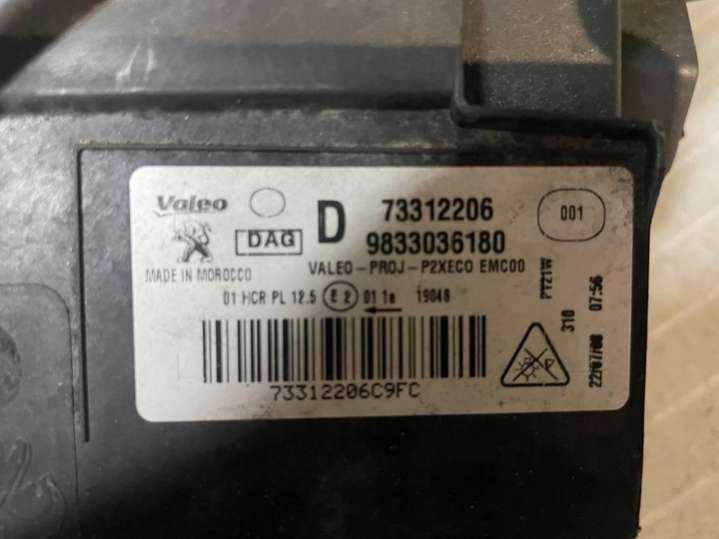 Valeo
DAG
D
73312206
9833036180
001
MADE IN MOROCCO
VALEO-PROJ-P2XECO EMC00
01 HCR PL 12.5 E2 01 1a 19048
73312206C9FC
PY21W
310
22/07/00 07:56